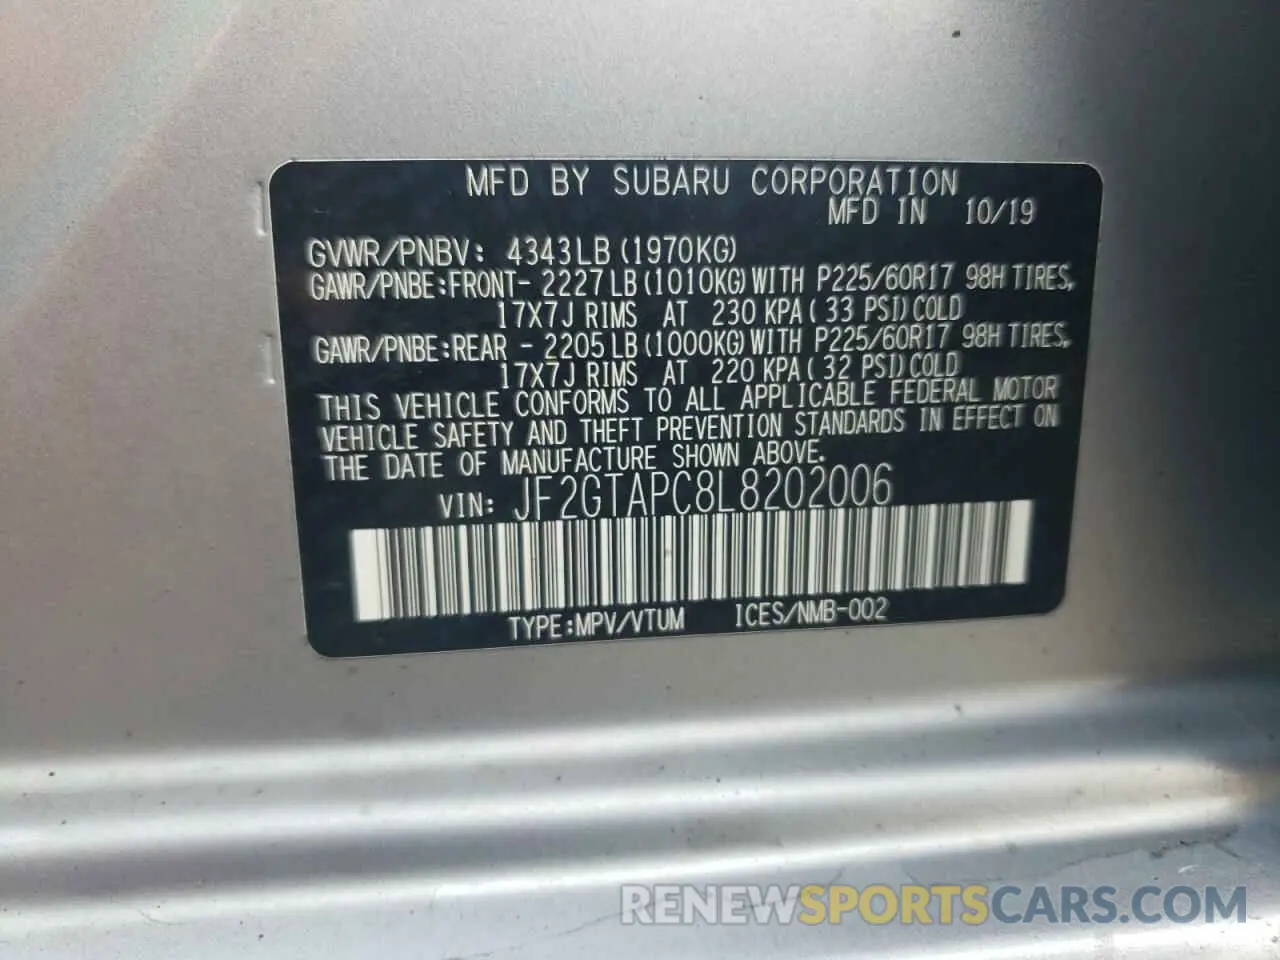 MFD BY SUBARU CORPORATION
MFD IN 10/19
GVWR/PNBV: 4343LB(1970KG)
GAWR/PNBE:FRONT- 2227LB(1010KG)WITH P225/60R17 98H TIRES,
17X7J RIMS AT 230 KPA( 33 PSI)COLD
GAWR/PNBE:REAR - 2205LB(1000KG)WITH P225/60R17 98H TIRES,
17X7J RIMS AT 220 KPA( 32 PSI)COLD
THIS VEHICLE CONFORMS TO ALL APPLICABLE FEDERAL MOTOR
VEHICLE SAFETY AND THEFT PREVENTION STANDARDS IN EFFECT ON
THE DATE OF MANUFACTURE SHOWN ABOVE.
VIN: JF2GTAPC8L8202006
TYPE:MPV/VTUM ICES/NMB-002
RENEWSPORTSCARS.COM